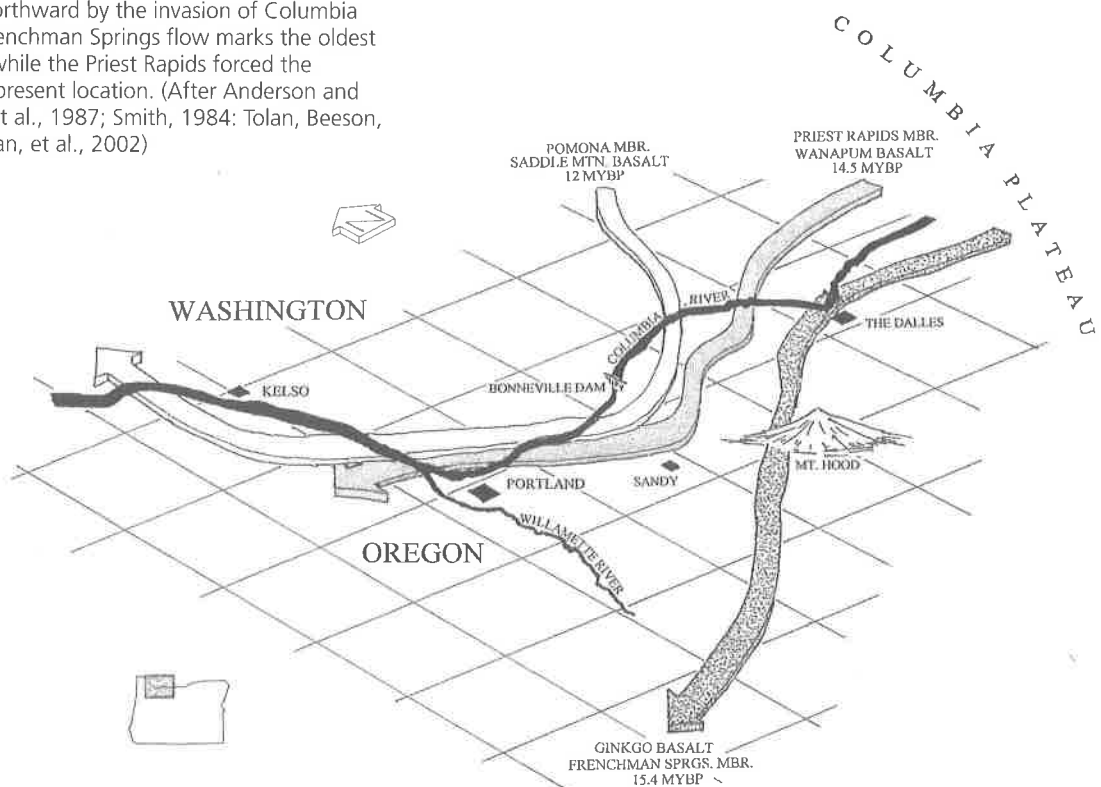 orthward by the invasion of Columbia
enchman Springs flow marks the oldest
while the Priest Rapids forced the
present location. (After Anderson and
t al., 1987; Smith, 1984: Tolan, Beeson,
an, et al., 2002)
COLUMBIA PLATEAU
POMONA MBR.
SADDLE MTN. BASALT
12 MYBP
PRIEST RAPIDS MBR.
WANAPUM BASALT
14.5 MYBP
N
WASHINGTON
COLUMBIA RIVER
THE DALLES
KELSO
BONNEVILLE DAM
MT. HOOD
SANDY
PORTLAND
WILLAMETTE RIVER
OREGON
GINKGO BASALT
FRENCHMAN SPRGS. MBR.
15.4 MYBP